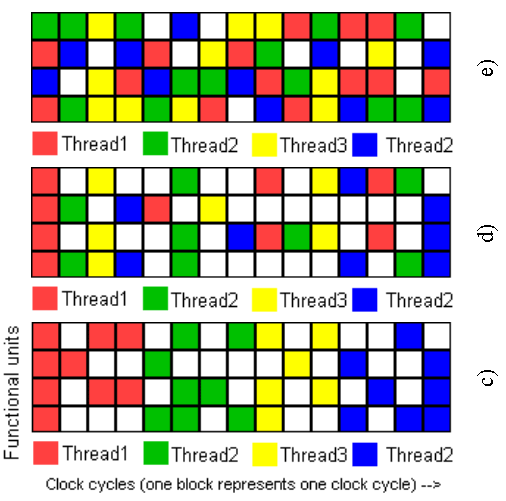 e)
Thread1 Thread2 Thread3 Thread2
d)
Thread1 Thread2 Thread3 Thread2
Functional units
c)
Thread1 Thread2 Thread3 Thread2
Clock cycles (one block represents one clock cycle) -->